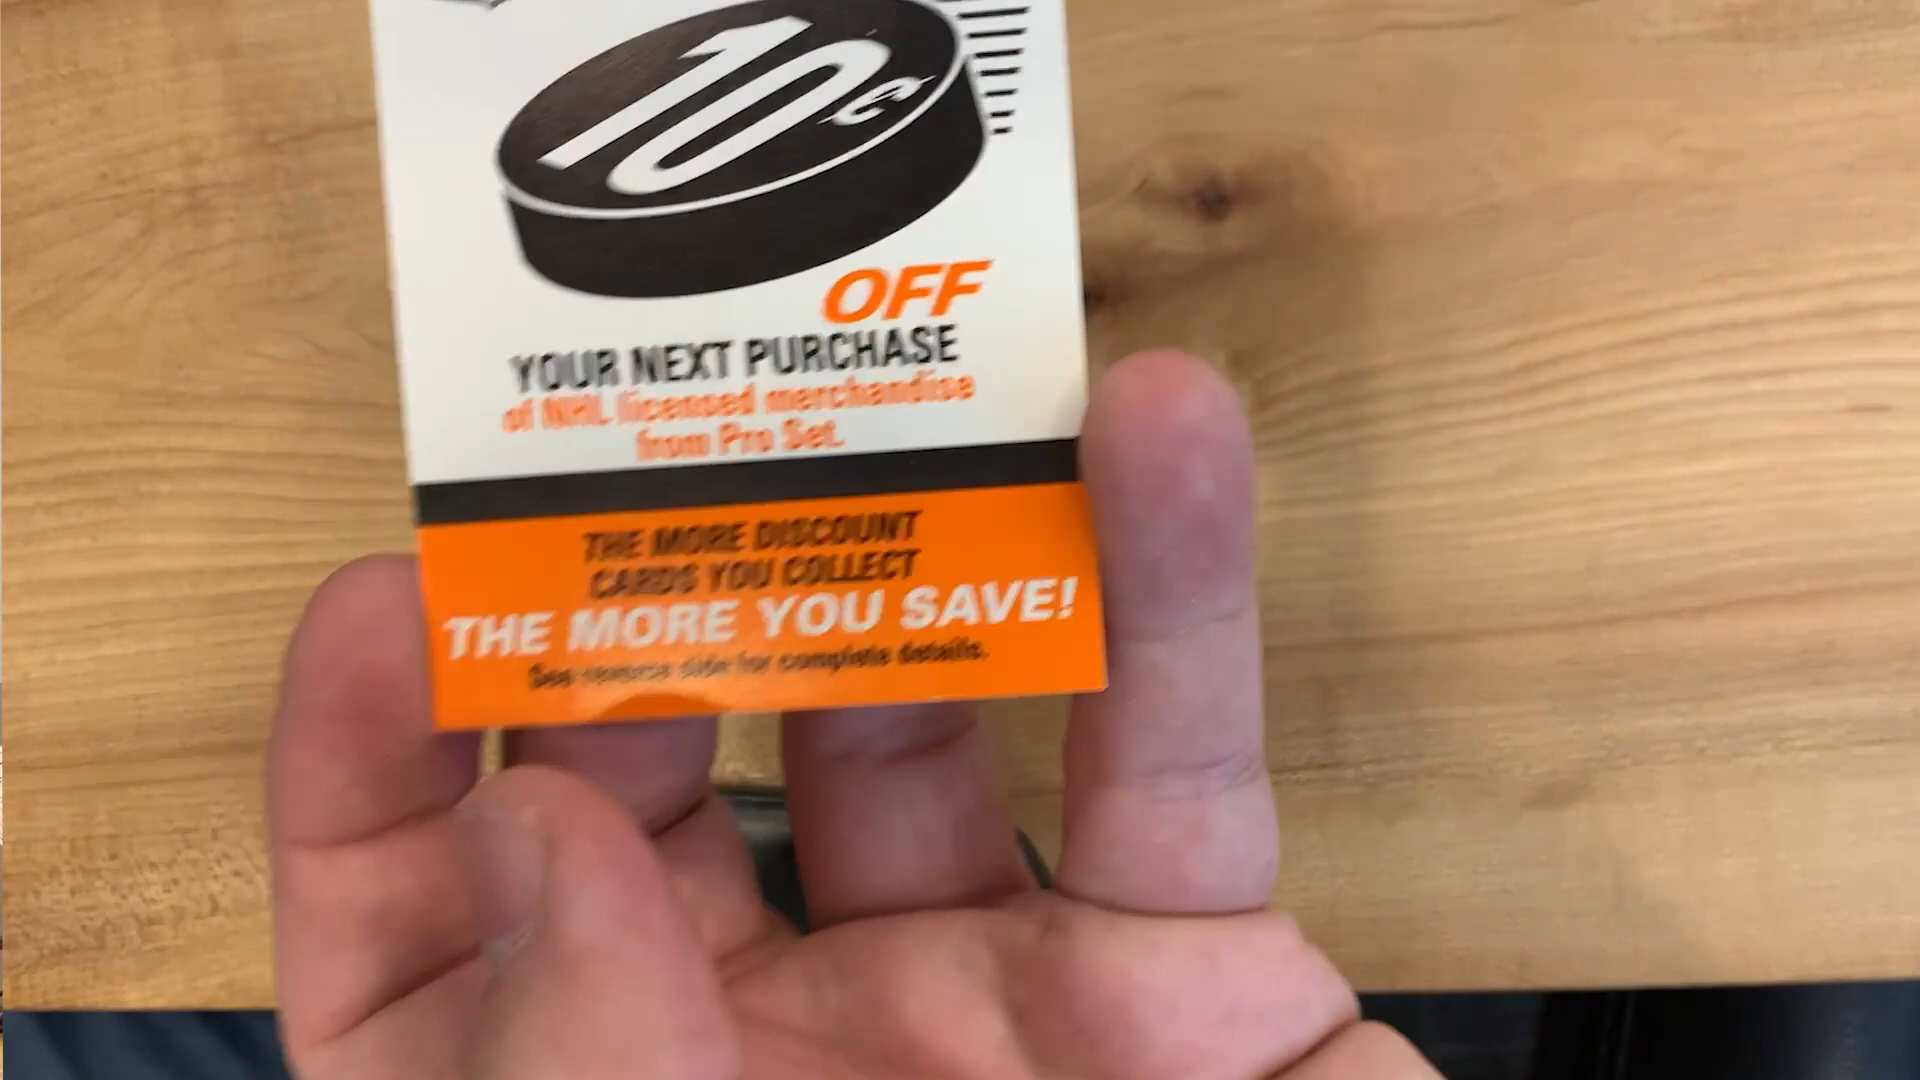 10¢
OFF
YOUR NEXT PURCHASE
of NHL licensed merchandise
from Pro Set.
THE MORE DISCOUNT
CARDS YOU COLLECT
THE MORE YOU SAVE!
See reverse side for complete details.